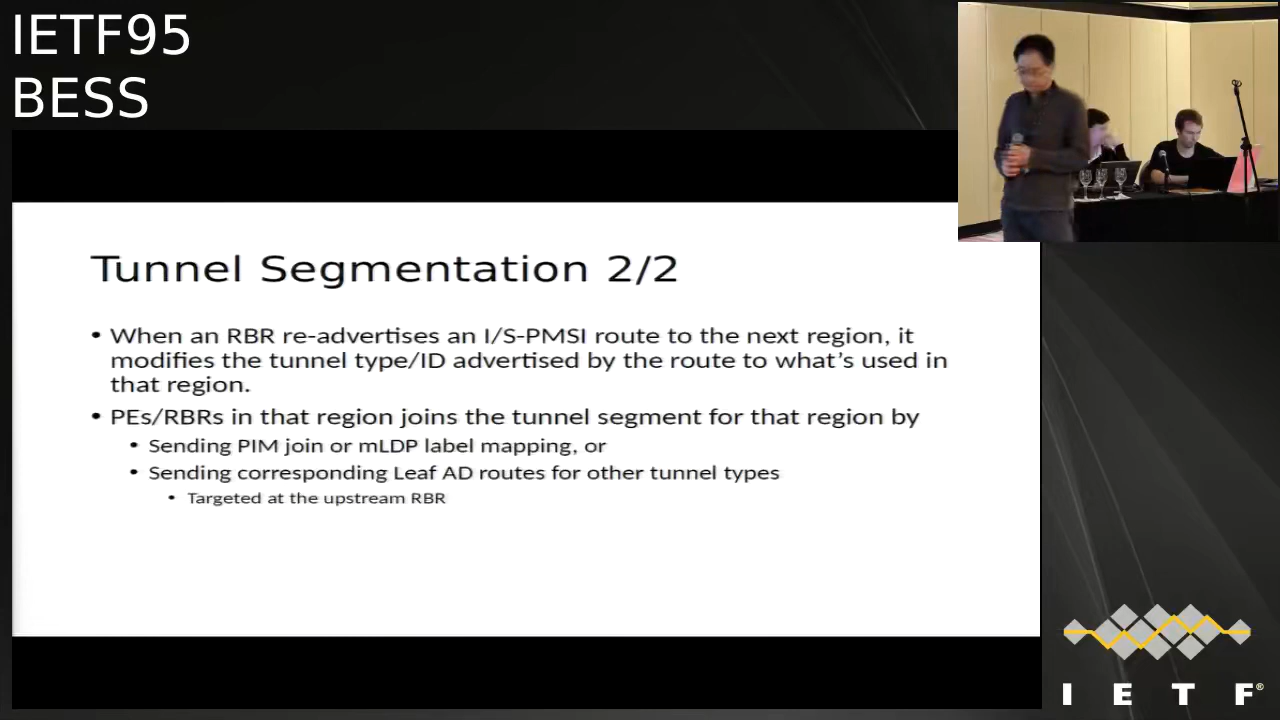 IETF95
BESS
Tunnel Segmentation 2/2
• When an RBR re-advertises an I/S-PMSI route to the next region, it
modifies the tunnel type/ID advertised by the route to what's used in
that region.
• PEs/RBRs in that region joins the tunnel segment for that region by
• Sending PIM join or mLDP label mapping, or
• Sending corresponding Leaf AD routes for other tunnel types
• Targeted at the upstream RBR
I E T F®